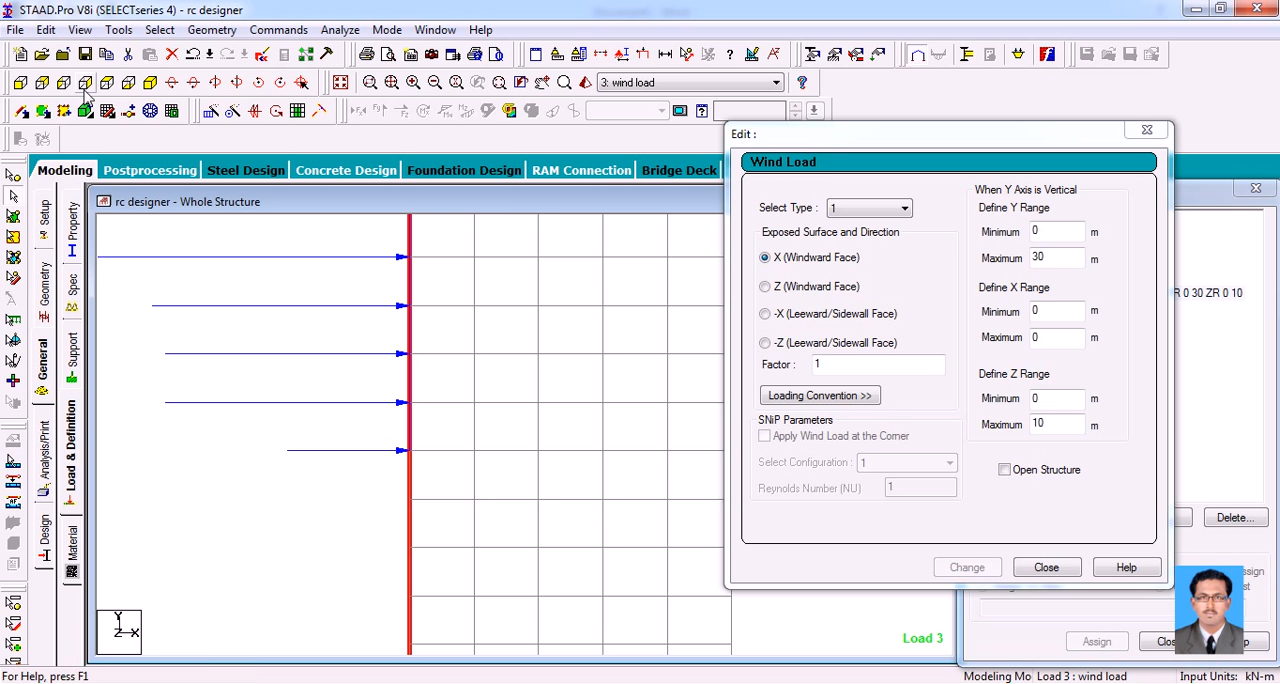 STAAD.Pro V8i (SELECTseries 4) - rc designer
File Edit View Tools Select Geometry Commands Analyze Mode Window Help
3: wind load
Modeling Postprocessing Steel Design Concrete Design Foundation Design RAM Connection Bridge Deck
rc designer - Whole Structure
Setup
Geometry
General
Analysis/Print
Design
Property
Spec
Support
Load & Definition
Material
Y
Z X
Load 3
Edit :
Wind Load
Select Type : 1
Exposed Surface and Direction
X (Windward Face)
Z (Windward Face)
-X (Leeward/Sidewall Face)
-Z (Leeward/Sidewall Face)
Factor : 1
Loading Convention >>
SNiP Parameters
Apply Wind Load at the Corner
Select Configuration : 1
Reynolds Number (NU) 1
When Y Axis is Vertical
Define Y Range
Minimum 0 m
Maximum 30 m
Define X Range
Minimum 0 m
Maximum 0 m
Define Z Range
Minimum 0 m
Maximum 10 m
Open Structure
Change Close Help
R 0 30 ZR 0 10
Delete...
Assign
For Help, press F1
Modeling Mo Load 3 : wind load Input Units: kN-m